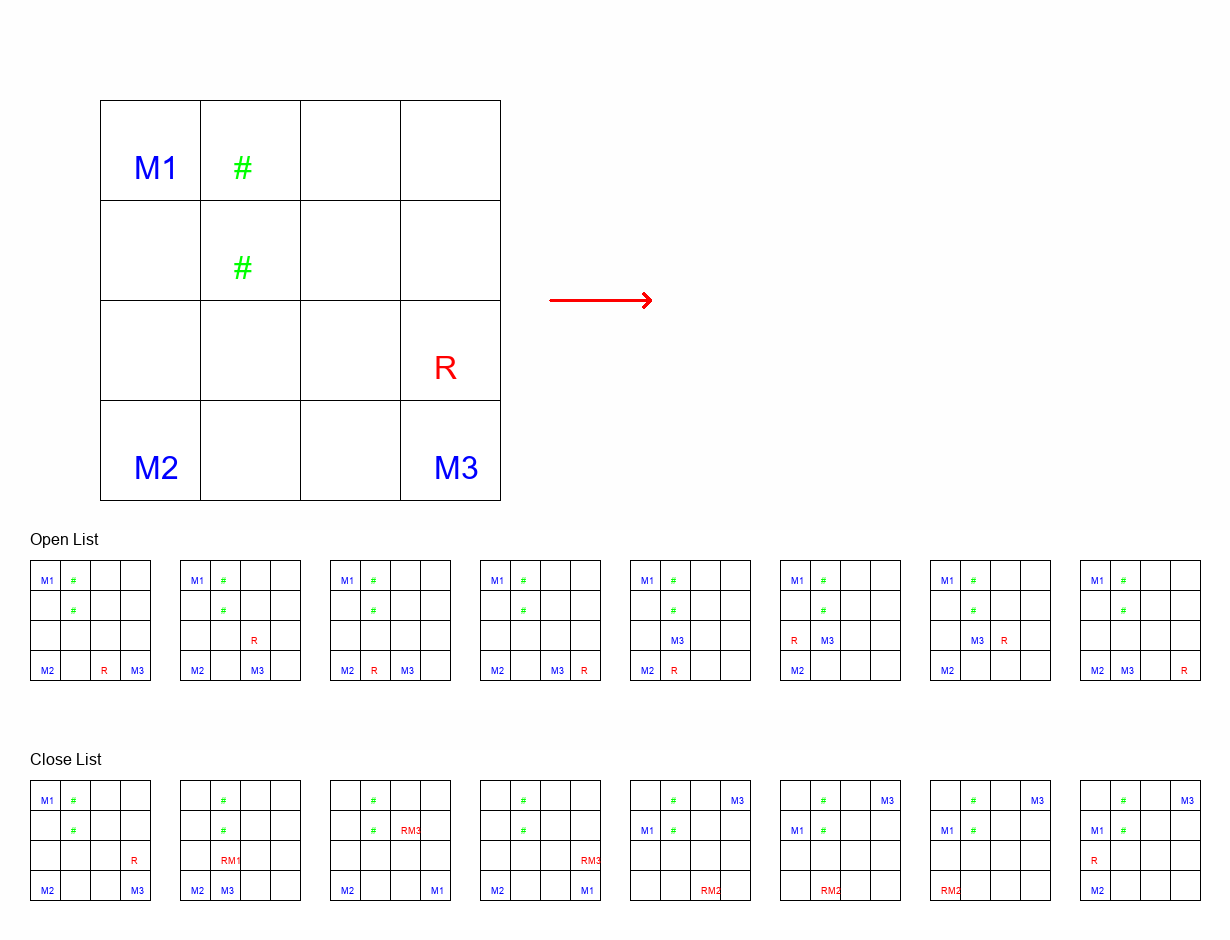 M1 #
#
R
M2 M3
Open List
M1 # M1 # M1 # M1 # M1 # M1 # M1 # M1 #
# # # # # # # #
R M3 R M3 M3 R
M2 R M3 M2 M3 M2 R M3 M2 M3 R M2 R M2 M2 M2 M3 R
Close List
M1 # # # # # M3 # M3 # M3 # M3
# # # RM3 # M1 # M1 # M1 # M1 #
R RM1 RM3 R
M2 M3 M2 M3 M2 M1 M2 M1 RM2 RM2 RM2 M2